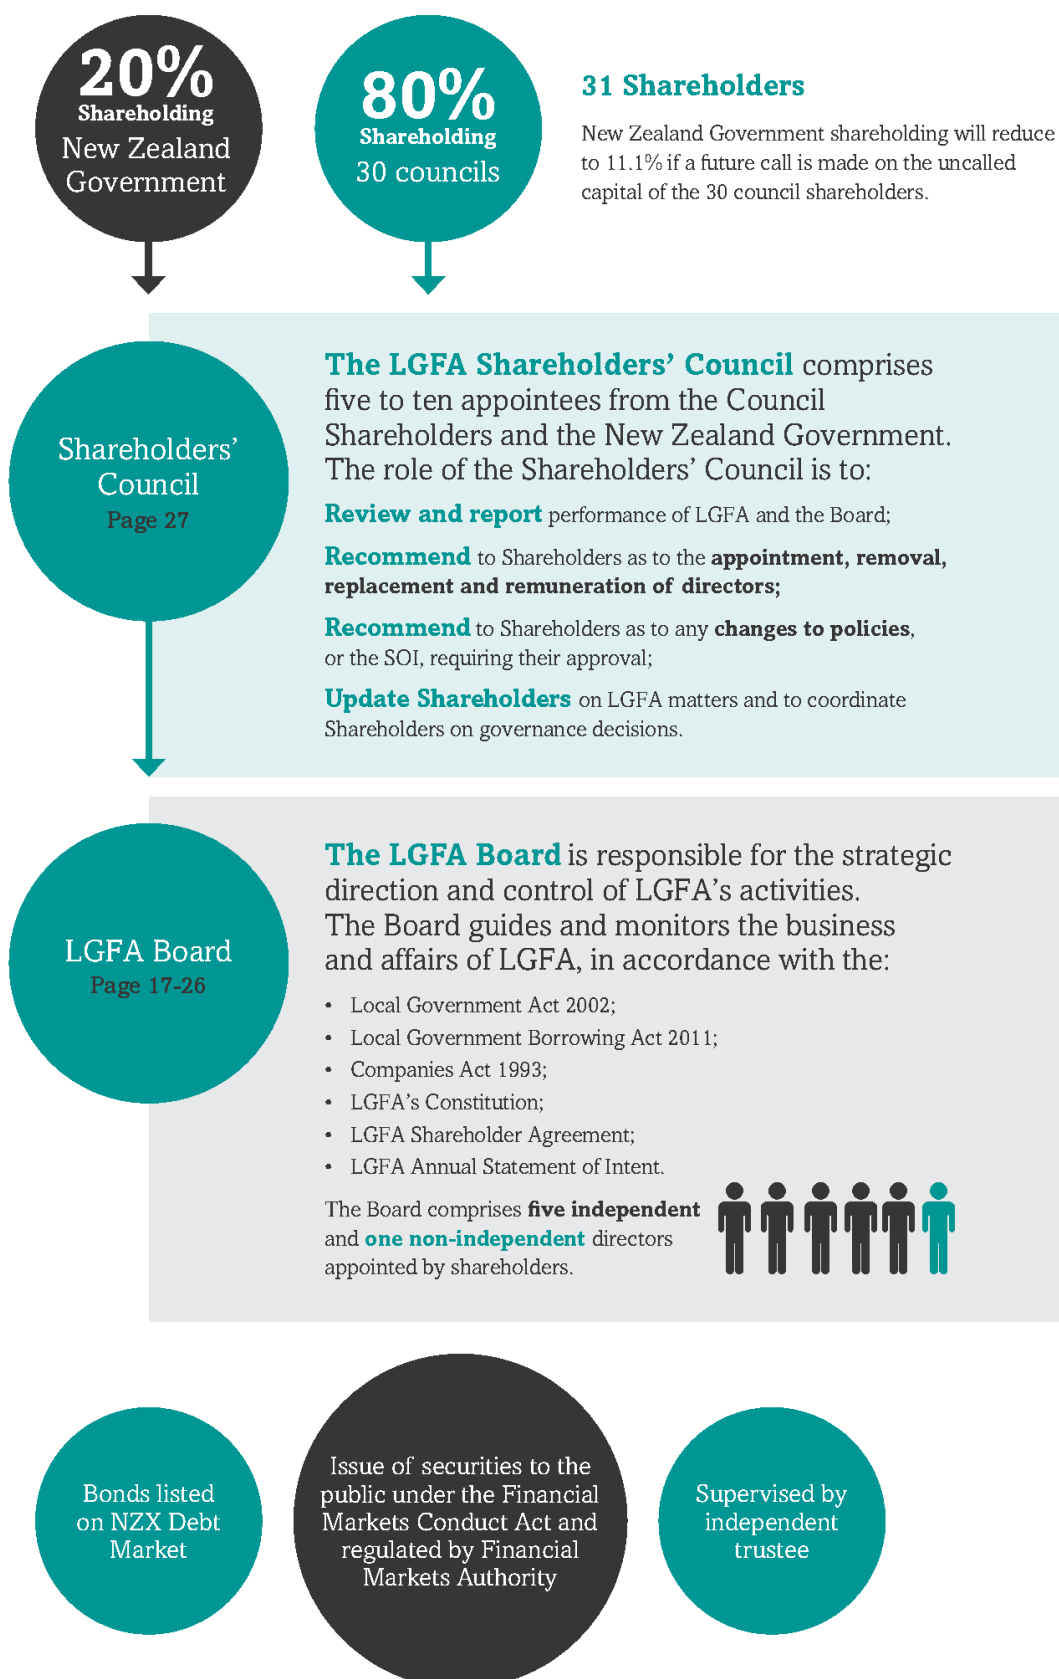 20%
Shareholding
New Zealand
Government
80%
Shareholding
30 councils
31 Shareholders
New Zealand Government shareholding will reduce
to 11.1% if a future call is made on the uncalled
capital of the 30 council shareholders.
Shareholders’
Council
Page 27
The LGFA Shareholders’ Council comprises
five to ten appointees from the Council
Shareholders and the New Zealand Government.
The role of the Shareholders’ Council is to:
Review and report performance of LGFA and the Board;
Recommend to Shareholders as to the appointment, removal,
replacement and remuneration of directors;
Recommend to Shareholders as to any changes to policies,
or the SOI, requiring their approval;
Update Shareholders on LGFA matters and to coordinate
Shareholders on governance decisions.
LGFA Board
Page 17-26
The LGFA Board is responsible for the strategic
direction and control of LGFA’s activities.
The Board guides and monitors the business
and affairs of LGFA, in accordance with the:
• Local Government Act 2002;
• Local Government Borrowing Act 2011;
• Companies Act 1993;
• LGFA’s Constitution;
• LGFA Shareholder Agreement;
• LGFA Annual Statement of Intent.
The Board comprises five independent
and one non-independent directors
appointed by shareholders.
Bonds listed
on NZX Debt
Market
Issue of securities to the
public under the Financial
Markets Conduct Act and
regulated by Financial
Markets Authority
Supervised by
independent
trustee